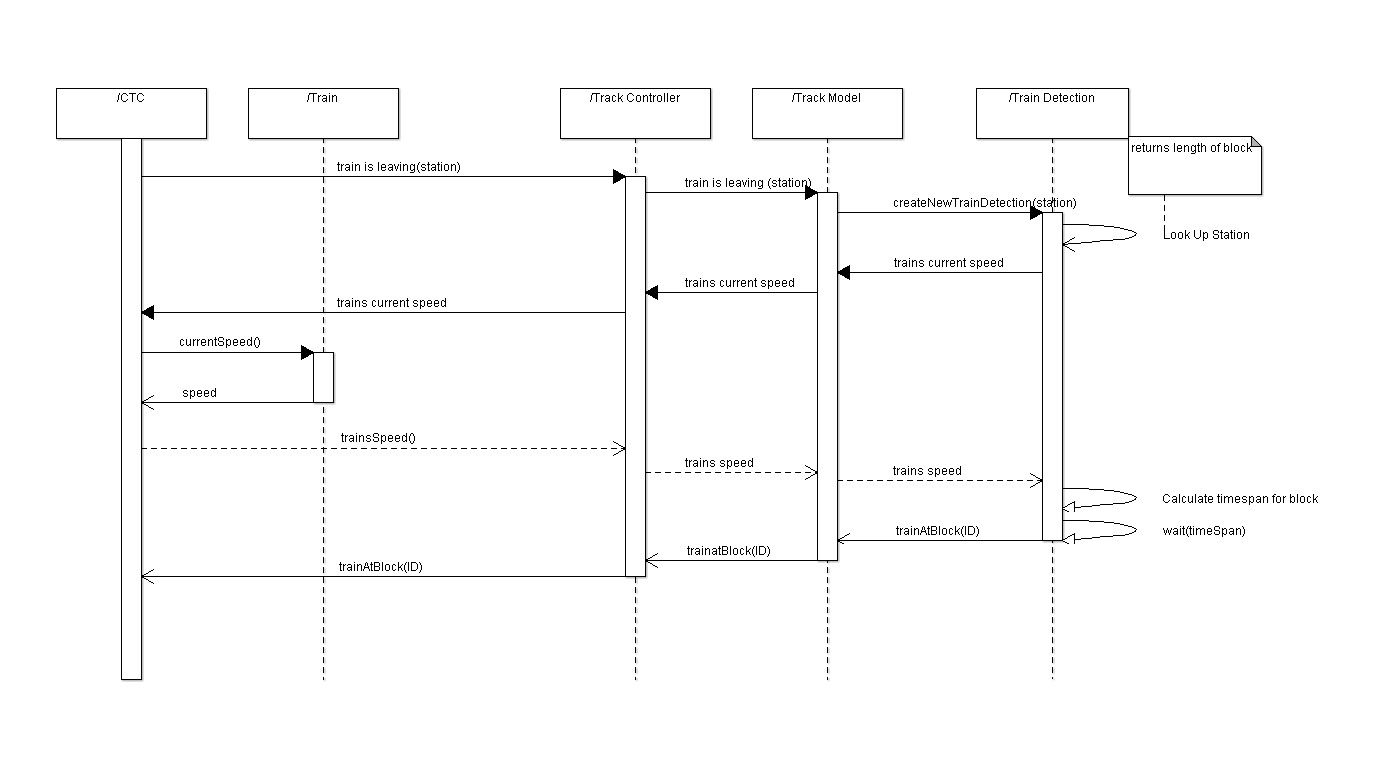 /CTC
/Train
/Track Controller
/Track Model
/Train Detection
returns length of block
train is leaving(station)
train is leaving (station)
createNewTrainDetection(station)
Look Up Station
trains current speed
trains current speed
trains current speed
currentSpeed()
speed
trainsSpeed()
trains speed
trains speed
Calculate timespan for block
wait(timeSpan)
trainAtBlock(ID)
trainatBlock(ID)
trainAtBlock(ID)